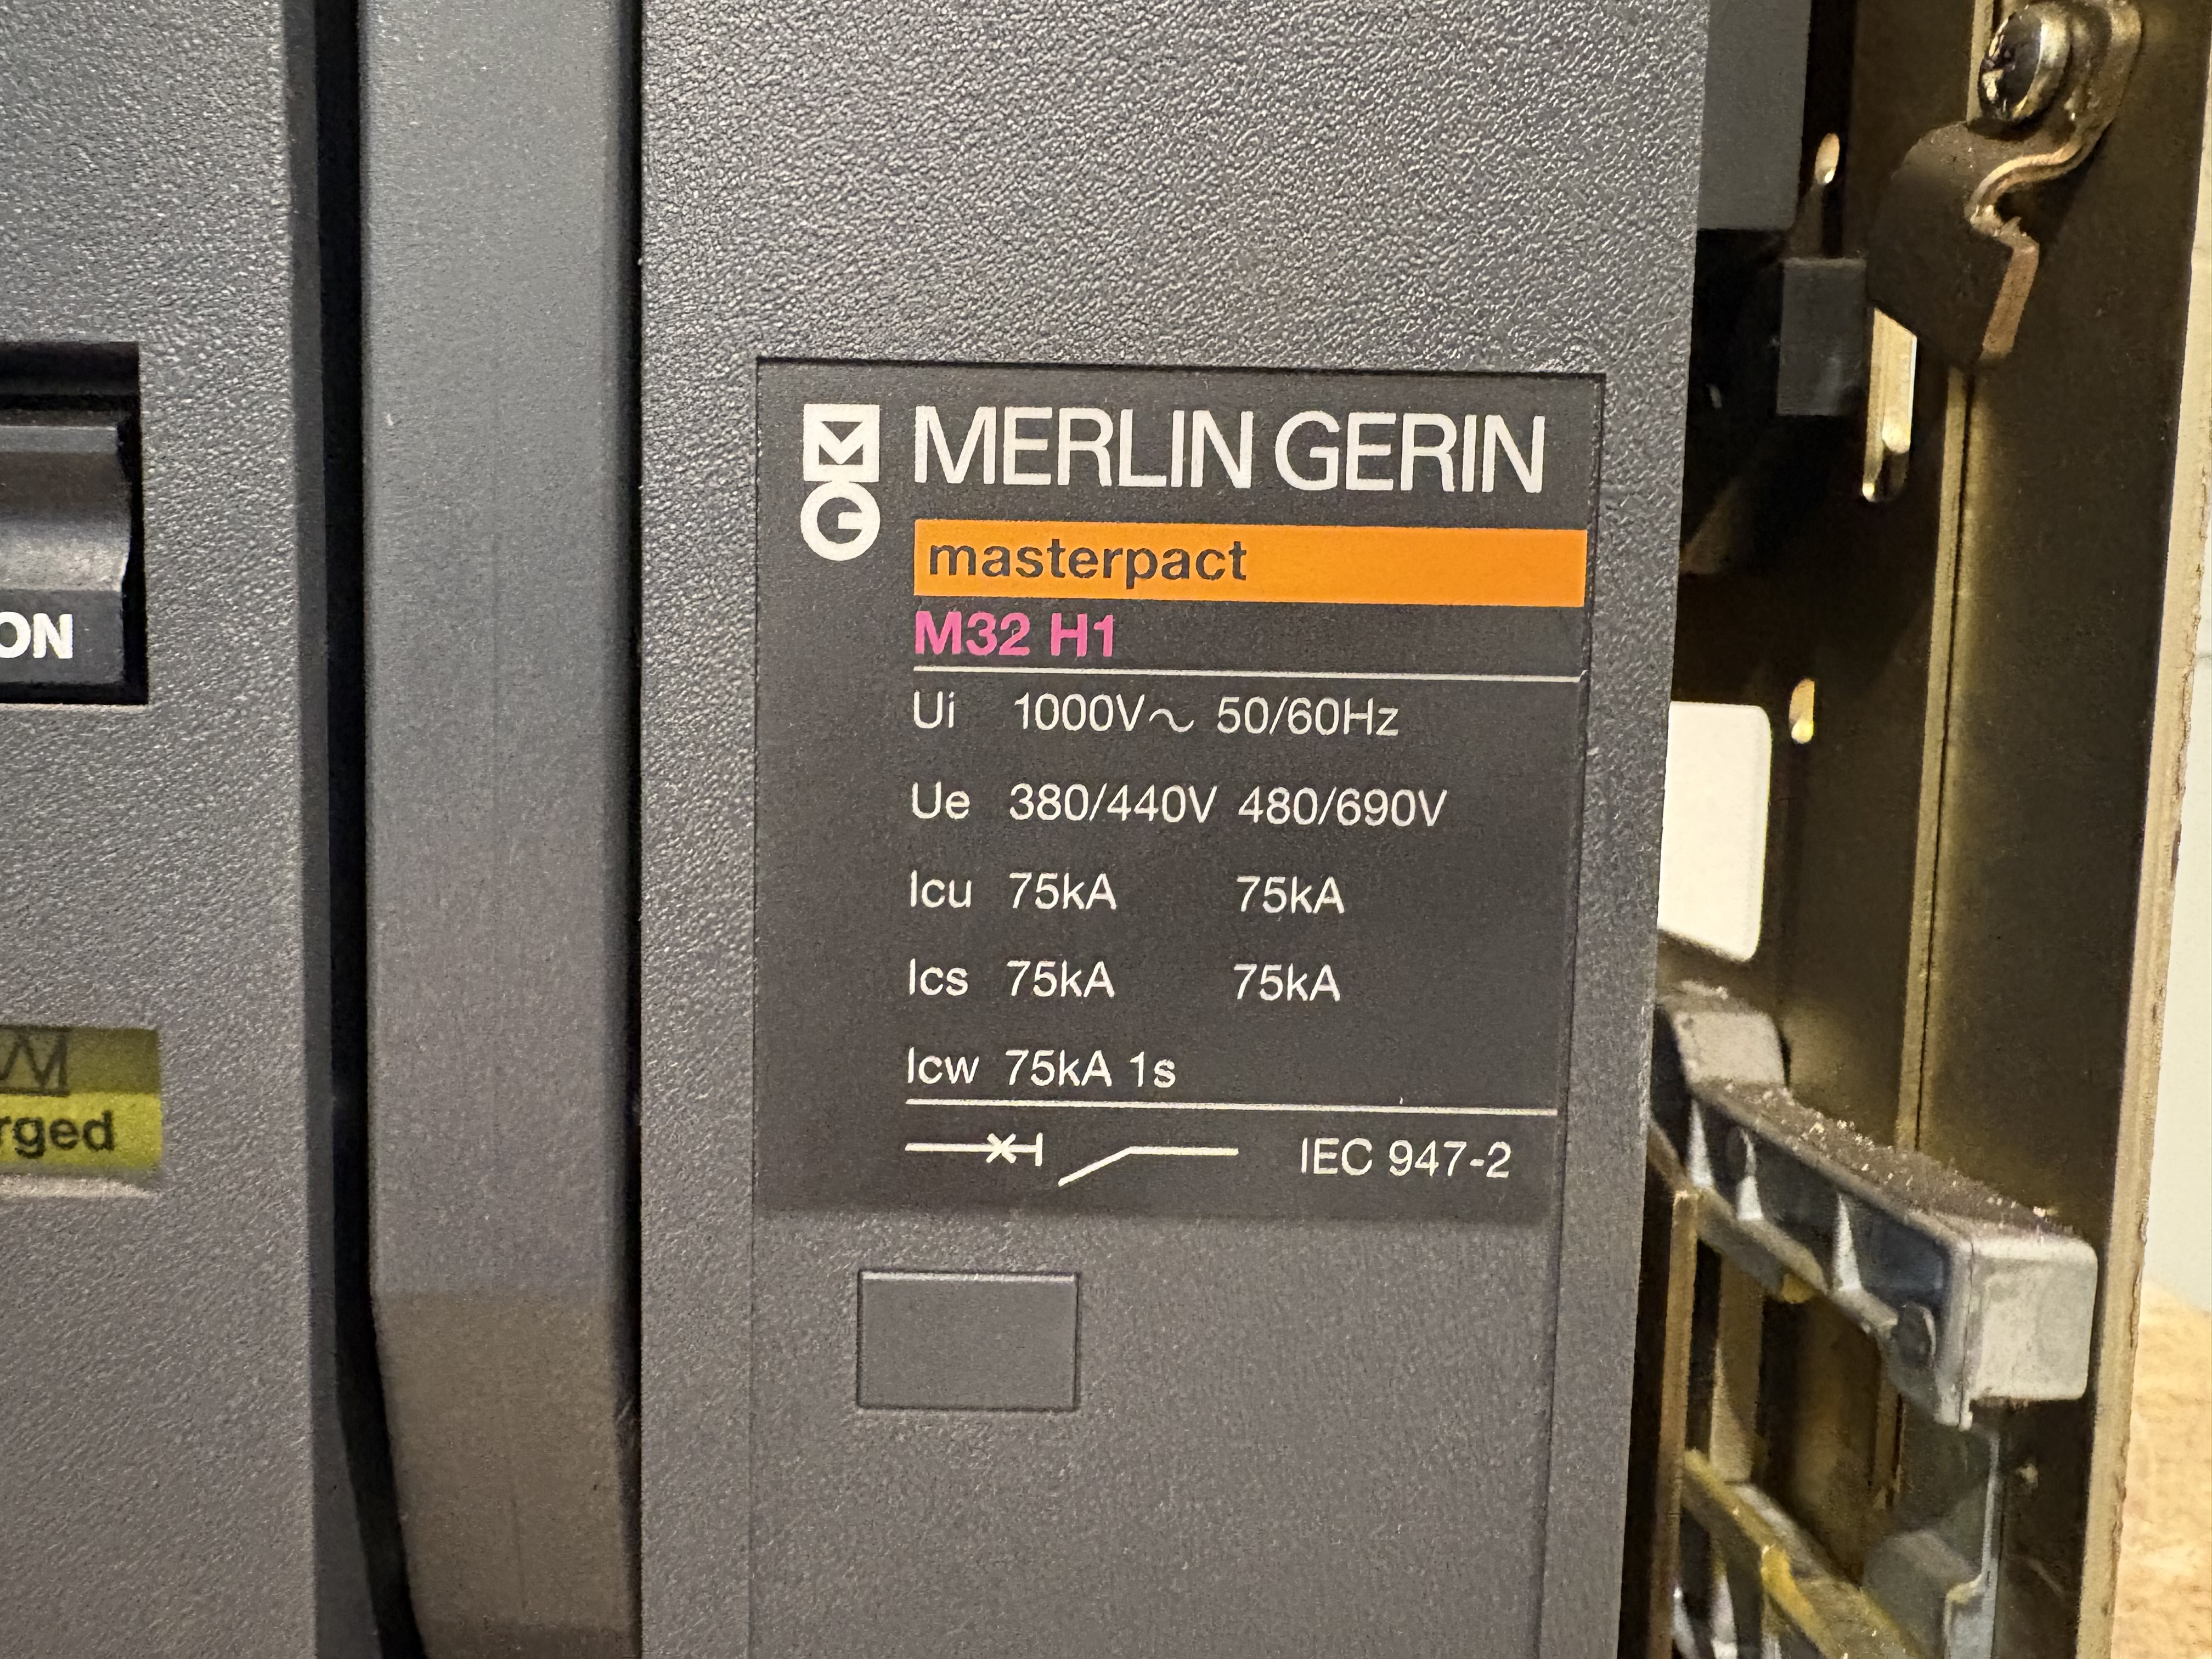 MERLIN GERIN
masterpact
M32 H1
Ui 1000V~ 50/60Hz
Ue 380/440V 480/690V
Icu 75kA 75kA
Ics 75kA 75kA
Icw 75kA 1s
IEC 947-2
ON
rged